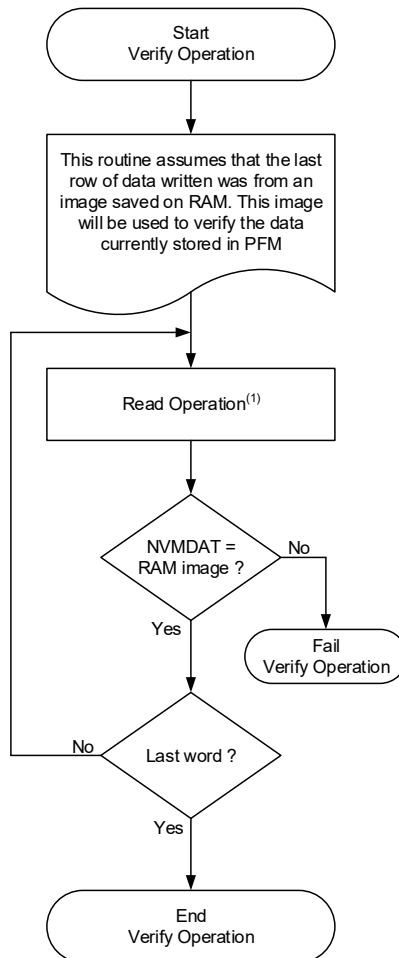 Start
Verify Operation
This routine assumes that the last
row of data written was from an
image saved on RAM. This image
will be used to verify the data
currently stored in PFM
Read Operation(1)
NVMDAT =
RAM image ?
No
Yes
Fail
Verify Operation
No
Last word ?
Yes
End
Verify Operation